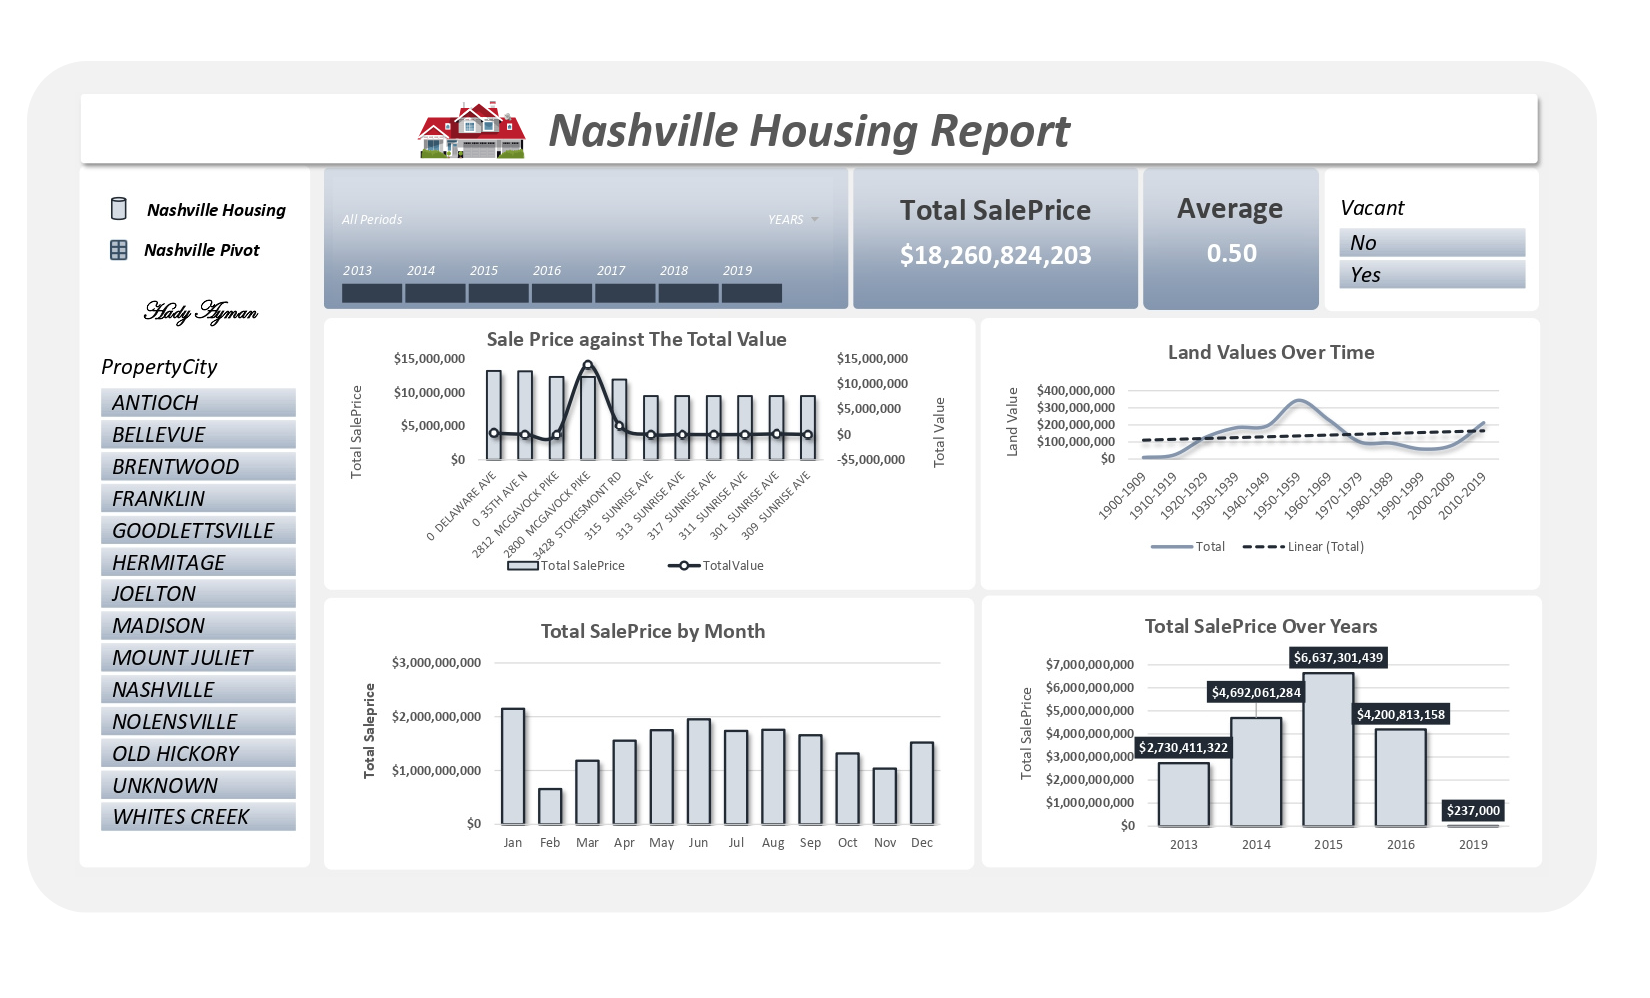 Nashville Housing Report
Nashville Housing
Nashville Pivot
Hady Ayman
PropertyCity
ANTIOCH
BELLEVUE
BRENTWOOD
FRANKLIN
GOODLETTSVILLE
HERMITAGE
JOELTON
MADISON
MOUNT JULIET
NASHVILLE
NOLENSVILLE
OLD HICKORY
UNKNOWN
WHITES CREEK
All Periods YEARS
2013 2014 2015 2016 2017 2018 2019
Total SalePrice
$18,260,824,203
Average
0.50
Vacant
No
Yes
Sale Price against The Total Value
Total SalePrice
$15,000,000
$10,000,000
$5,000,000
$0
$15,000,000
$10,000,000
$5,000,000
$0
-$5,000,000
Total Value
0 DELAWARE AVE
0 35TH AVE N
2812 MCGAVOCK PIKE
2800 MCGAVOCK PIKE
3428 STOKESMONT RD
315 SUNRISE AVE
313 SUNRISE AVE
317 SUNRISE AVE
311 SUNRISE AVE
301 SUNRISE AVE
309 SUNRISE AVE
Total SalePrice TotalValue
Land Values Over Time
Land Value
$400,000,000
$300,000,000
$200,000,000
$100,000,000
$0
1900-1909
1910-1919
1920-1929
1930-1939
1940-1949
1950-1959
1960-1969
1970-1979
1980-1989
1990-1999
2000-2009
2010-2019
Total Linear (Total)
Total SalePrice by Month
Total Saleprice
$3,000,000,000
$2,000,000,000
$1,000,000,000
$0
Jan Feb Mar Apr May Jun Jul Aug Sep Oct Nov Dec
Total SalePrice Over Years
Total SalePrice
$7,000,000,000
$6,000,000,000
$5,000,000,000
$4,000,000,000
$3,000,000,000
$2,000,000,000
$1,000,000,000
$0
$2,730,411,322
$4,692,061,284
$6,637,301,439
$4,200,813,158
$237,000
2013 2014 2015 2016 2019